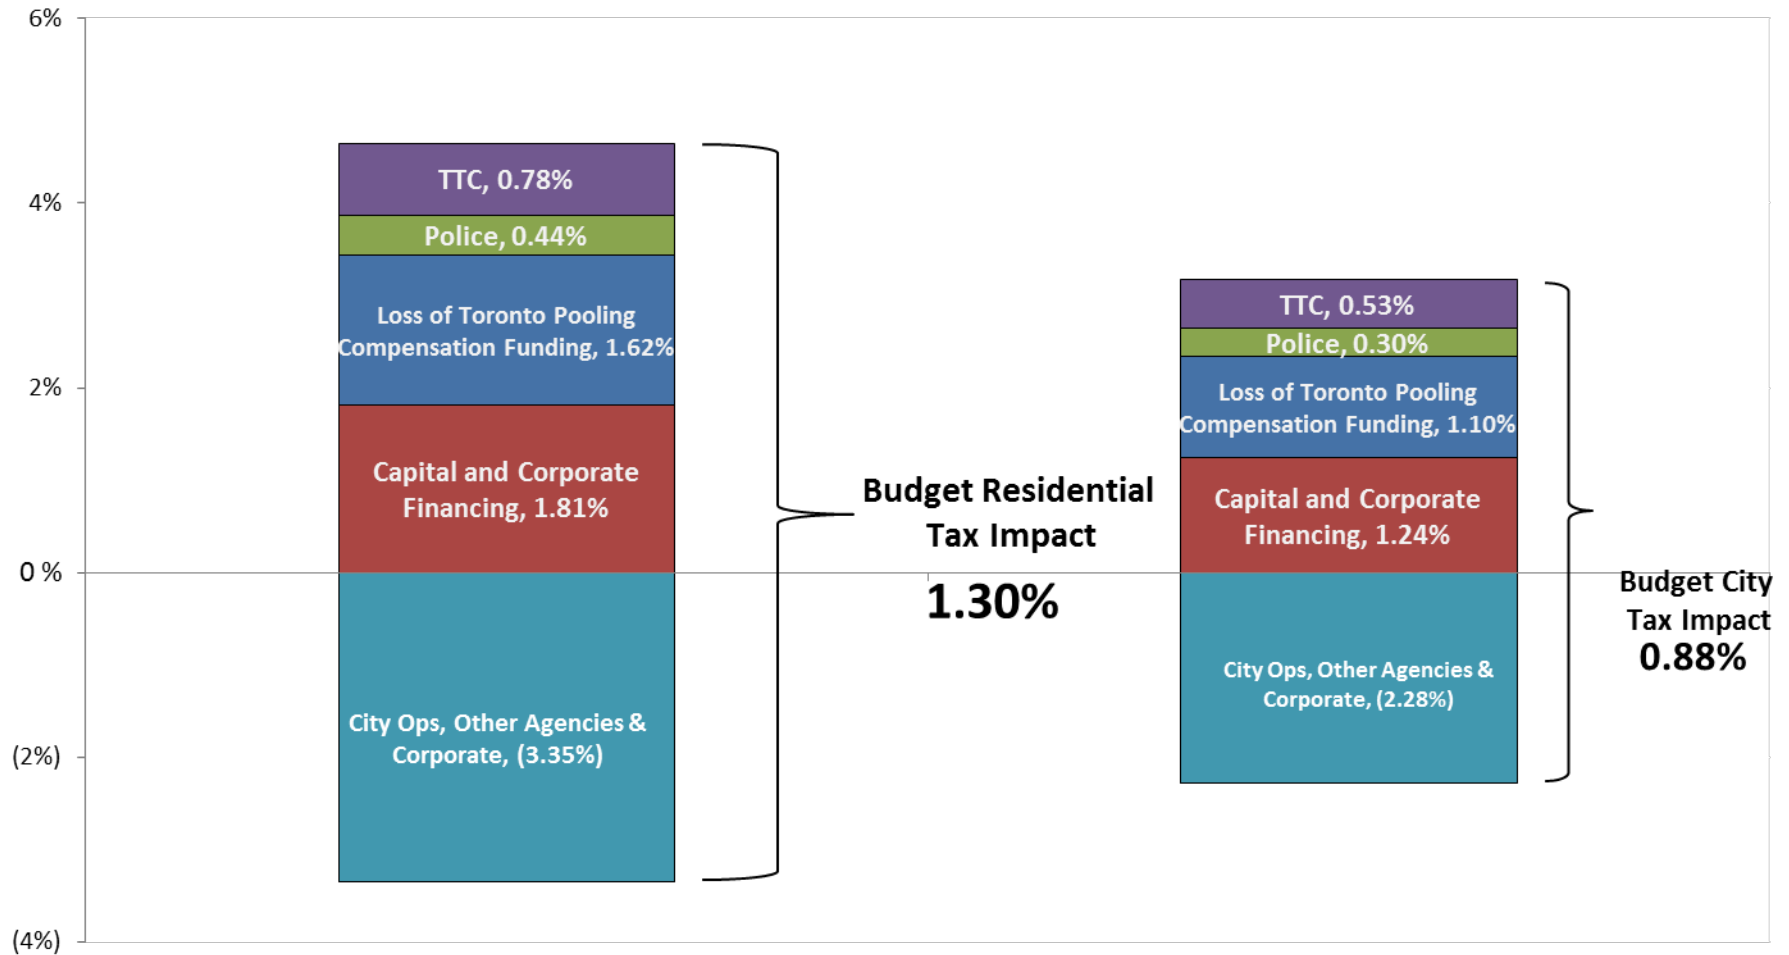 6%
4%
2%
0 %
(2%)
(4%)
TTC, 0.78%
Police, 0.44%
Loss of Toronto Pooling
Compensation Funding, 1.62%
Capital and Corporate
Financing, 1.81%
City Ops, Other Agencies &
Corporate, (3.35%)
Budget Residential
Tax Impact
1.30%
TTC, 0.53%
Police, 0.30%
Loss of Toronto Pooling
Compensation Funding, 1.10%
Capital and Corporate
Financing, 1.24%
City Ops, Other Agencies &
Corporate, (2.28%)
Budget City
Tax Impact
0.88%